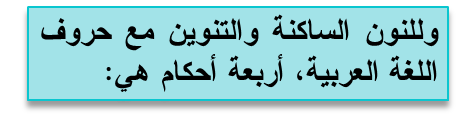 وللنون الساكنة والتنوين مع حروف
اللغة العربية، أربعة أحكام هي: